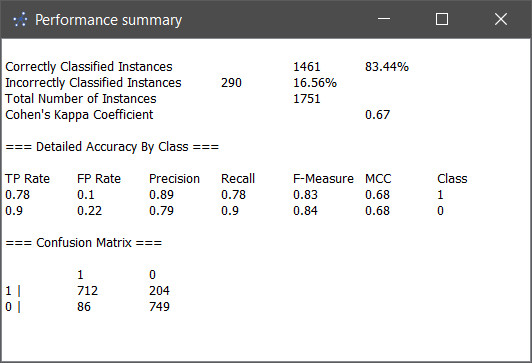 Performance summary
Correctly Classified Instances 1461 83.44%
Incorrectly Classified Instances 290 16.56%
Total Number of Instances 1751
Cohen's Kappa Coefficient 0.67
=== Detailed Accuracy By Class ===
TP Rate FP Rate Precision Recall F-Measure MCC Class
0.78 0.1 0.89 0.78 0.83 0.68 1
0.9 0.22 0.79 0.9 0.84 0.68 0
=== Confusion Matrix ===
1 0
1 | 712 204
0 | 86 749